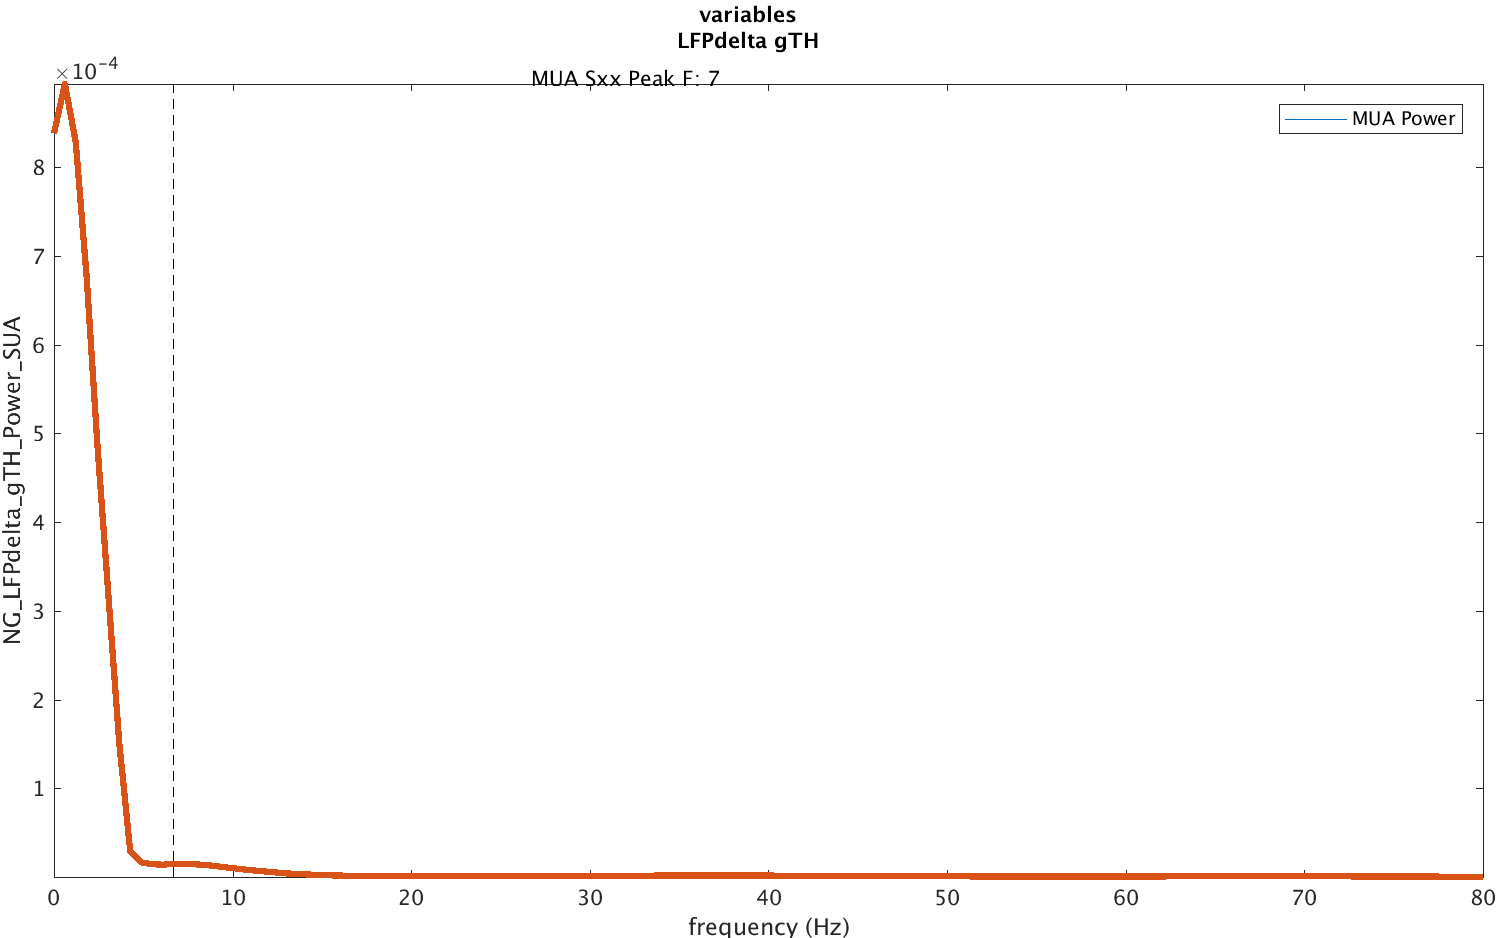 variables
LFPdelta gTH
×10⁻⁴
MUA Sxx Peak F: 7
MUA Power
8
7
6
5
4
3
2
1
NG_LFPdelta_gTH_Power_SUA
0 10 20 30 40 50 60 70 80
frequency (Hz)